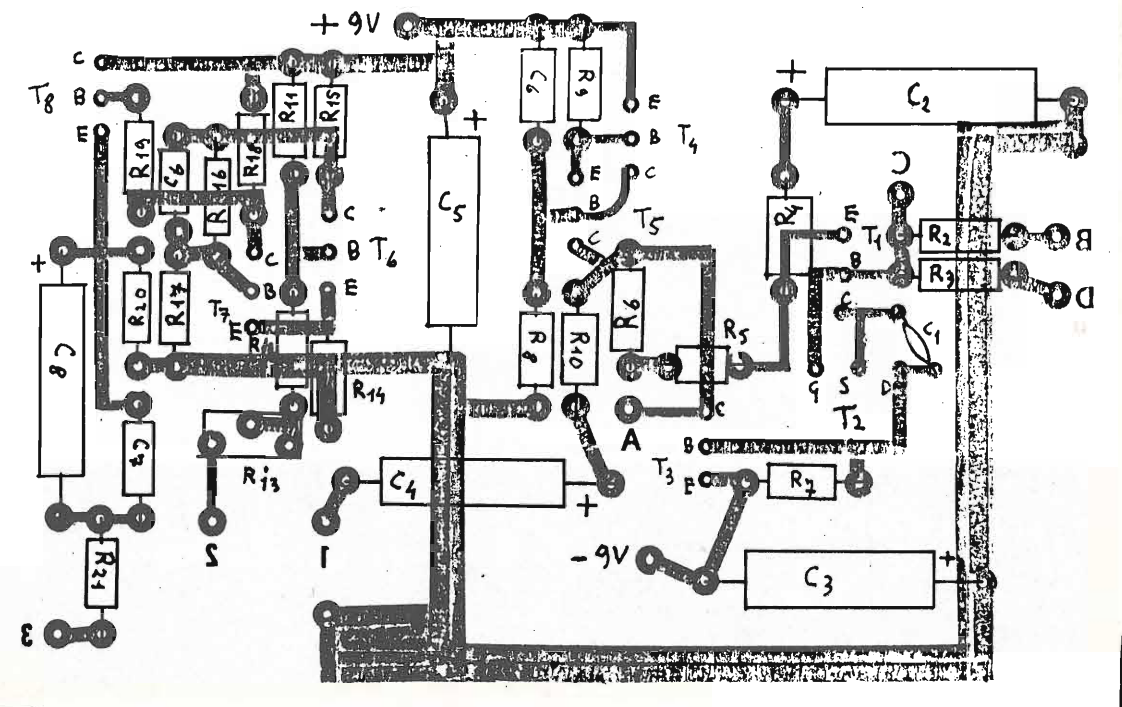 + 9V
C
T8 B
E
R11
R15
R19
C6
R16
R18
+
C5
C
B T6
E
C
B
T7
E
+
C8
R20
R17
R14
C7
R13
R21
2
1
3
C4
+
R9
E
B T4
C
E
B
T5
C
R8
R10
R6
R5
A
C
B
T3
E
R7
- 9V
C3
+
+
C2
R4
E
T1
B
C
C
R2
B
R3
D
C1
G
S
D
T2